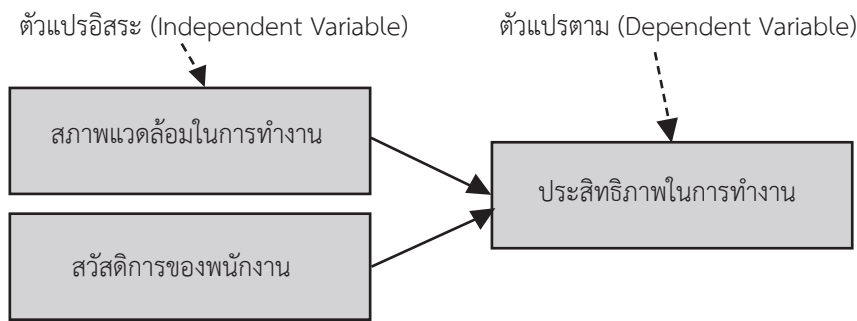 ตัวแปรอิสระ (Independent Variable)
ตัวแปรตาม (Dependent Variable)
สภาพแวดล้อมในการทำงาน
ประสิทธิภาพในการทำงาน
สวัสดิการของพนักงาน